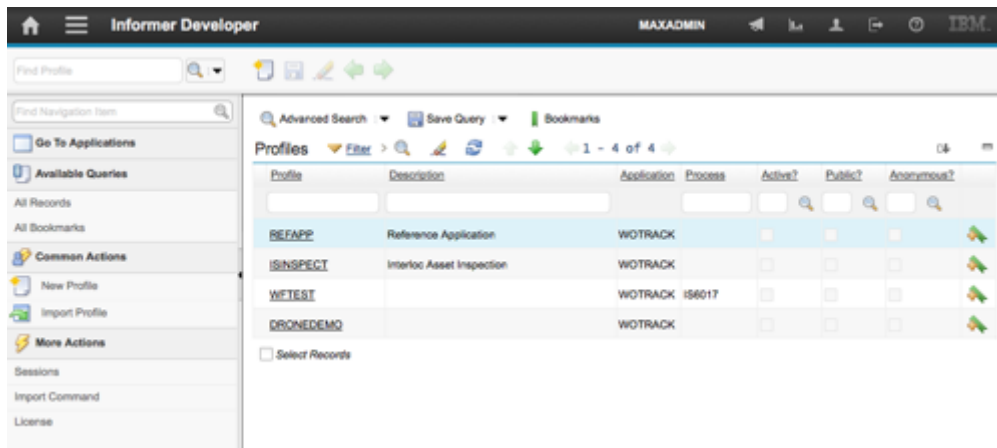 Informer Developer MAXADMIN IBM.
Find Profile
Find Navigation Item
Go To Applications
Available Queries
All Records
All Bookmarks
Common Actions
New Profile
Import Profile
More Actions
Sessions
Import Command
License
Advanced Search Save Query Bookmarks
Profiles Filter > 1 - 4 of 4
Profile Description Application Process Active? Public? Anonymous?
REFAPP Reference Application WOTRACK
ISINSPECT Interloc Asset Inspection WOTRACK
WFTEST WOTRACK IS6017
DRONEDEMO WOTRACK
Select Records